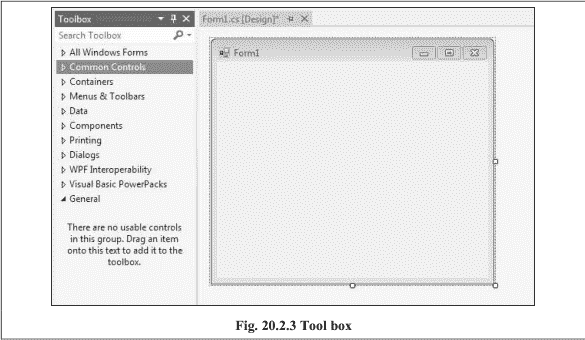 Toolbox
Form1.cs [Design]*
Search Toolbox
All Windows Forms
Common Controls
Containers
Menus & Toolbars
Data
Components
Printing
Dialogs
WPF Interoperability
Visual Basic PowerPacks
General
There are no usable controls
in this group. Drag an item
onto this text to add it to the
toolbox.
Form1
Fig. 20.2.3 Tool box